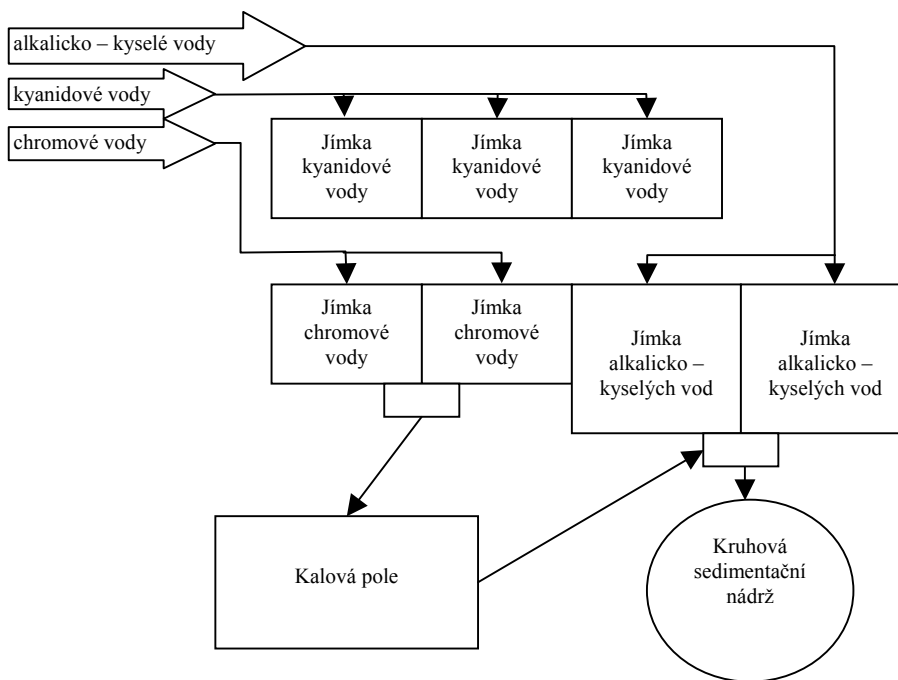 alkalicko – kyselé vody
kyanidové vody
chromové vody
Jímka
kyanidové
vody
Jímka
kyanidové
vody
Jímka
kyanidové
vody
Jímka
chromové
vody
Jímka
chromové
vody
Jímka
alkalicko –
kyselých vod
Jímka
alkalicko –
kyselých vod
Kalová pole
Kruhová
sedimentační
nádrž